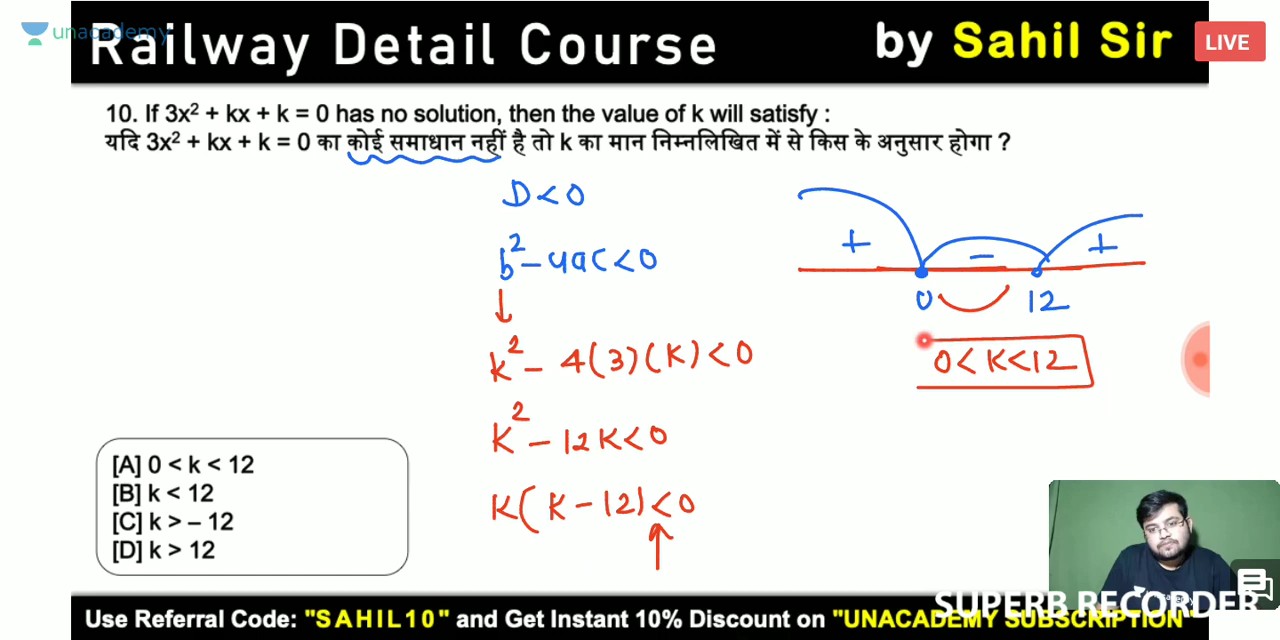 unacademy
Railway Detail Course
by Sahil Sir
LIVE
10. If 3x² + kx + k = 0 has no solution, then the value of k will satisfy :
यदि 3x² + kx + k = 0 का कोई समाधान नहीं है तो k का मान निम्नलिखित में से किस के अनुसार होगा ?
D < 0
b² - 4ac < 0
k² - 4(3)(k) < 0
k² - 12k < 0
k(k - 12) < 0
+ - +
0 12
0 < k < 12
[A] 0 < k < 12
[B] k < 12
[C] k > – 12
[D] k > 12
SUPERB RECORDER
Use Referral Code: "SAHIL10" and Get Instant 10% Discount on "UNACADEMY SUBSCRIPTION"